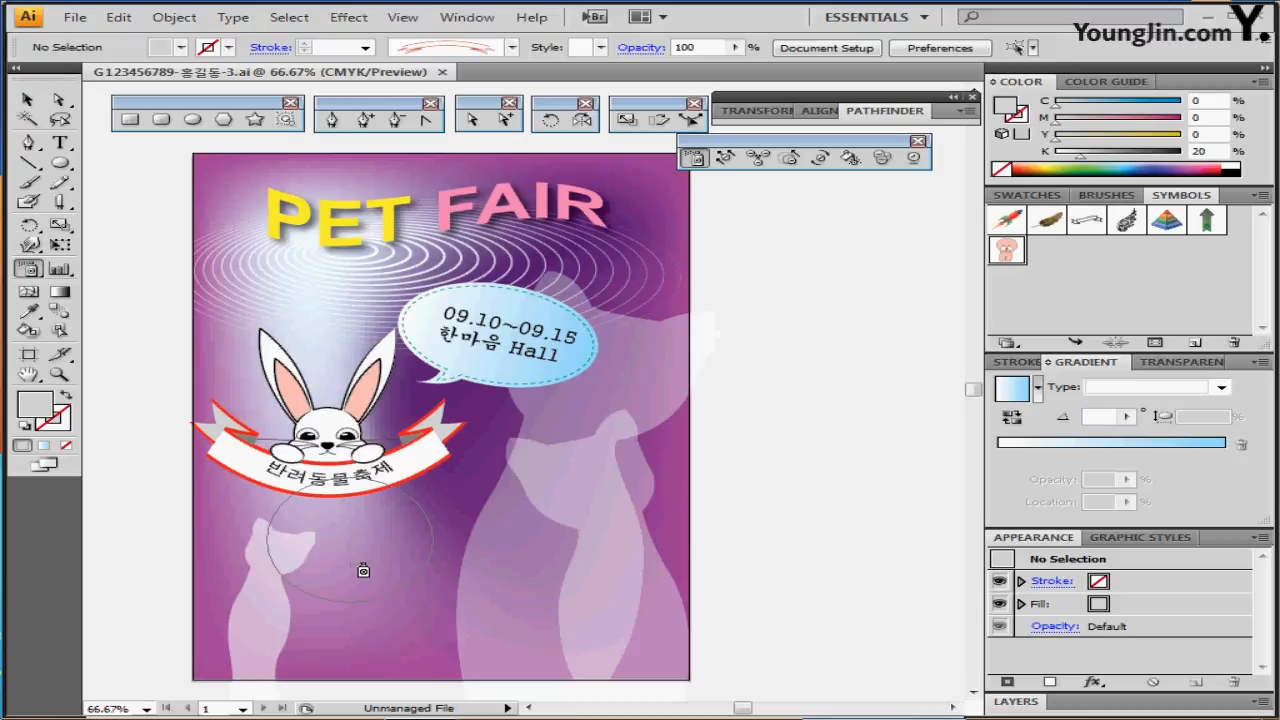 Ai File Edit Object Type Select Effect View Window Help Br ESSENTIALS
YoungJin.com Y.
No Selection Stroke: Style: Opacity: 100 % Document Setup Preferences
G123456789-홍길동-3.ai @ 66.67% (CMYK/Preview)
COLOR COLOR GUIDE
TRANSFORM ALIGN PATHFINDER
C 0 %
M 0 %
Y 0 %
K 20 %
SWATCHES BRUSHES SYMBOLS
PET FAIR
09.10~09.15
한마음 Hall
반려동물축제
STROKE GRADIENT TRANSPAREN
Type:
%
Opacity: %
Location: %
APPEARANCE GRAPHIC STYLES
No Selection
Stroke:
Fill:
Opacity: Default
fx
LAYERS
66.67% 1 Unmanaged File